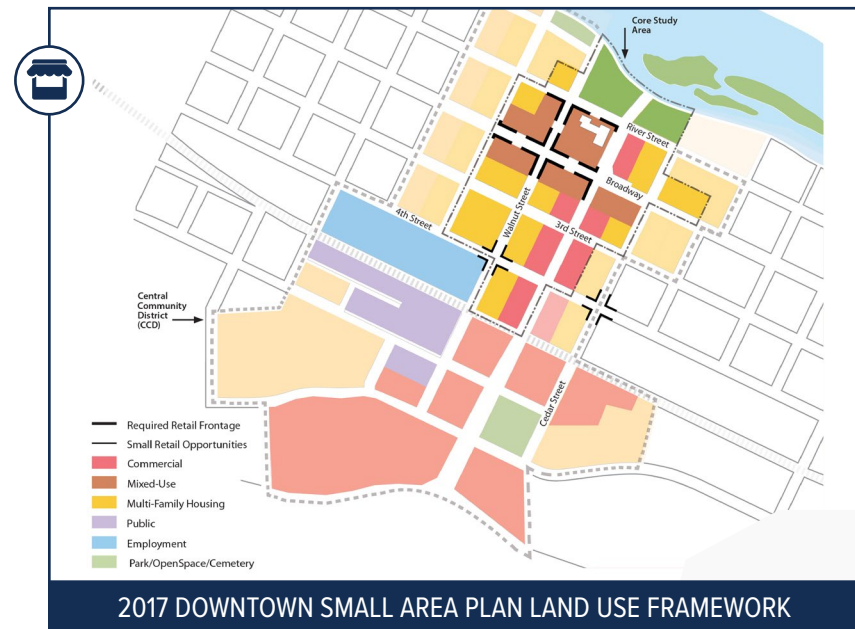 Core Study
Area
River Street
Broadway
Walnut Street
3rd Street
4th Street
Central
Community
District
(CCD)
Cedar Street
Required Retail Frontage
Small Retail Opportunities
Commercial
Mixed-Use
Multi-Family Housing
Public
Employment
Park/OpenSpace/Cemetery
2017 DOWNTOWN SMALL AREA PLAN LAND USE FRAMEWORK